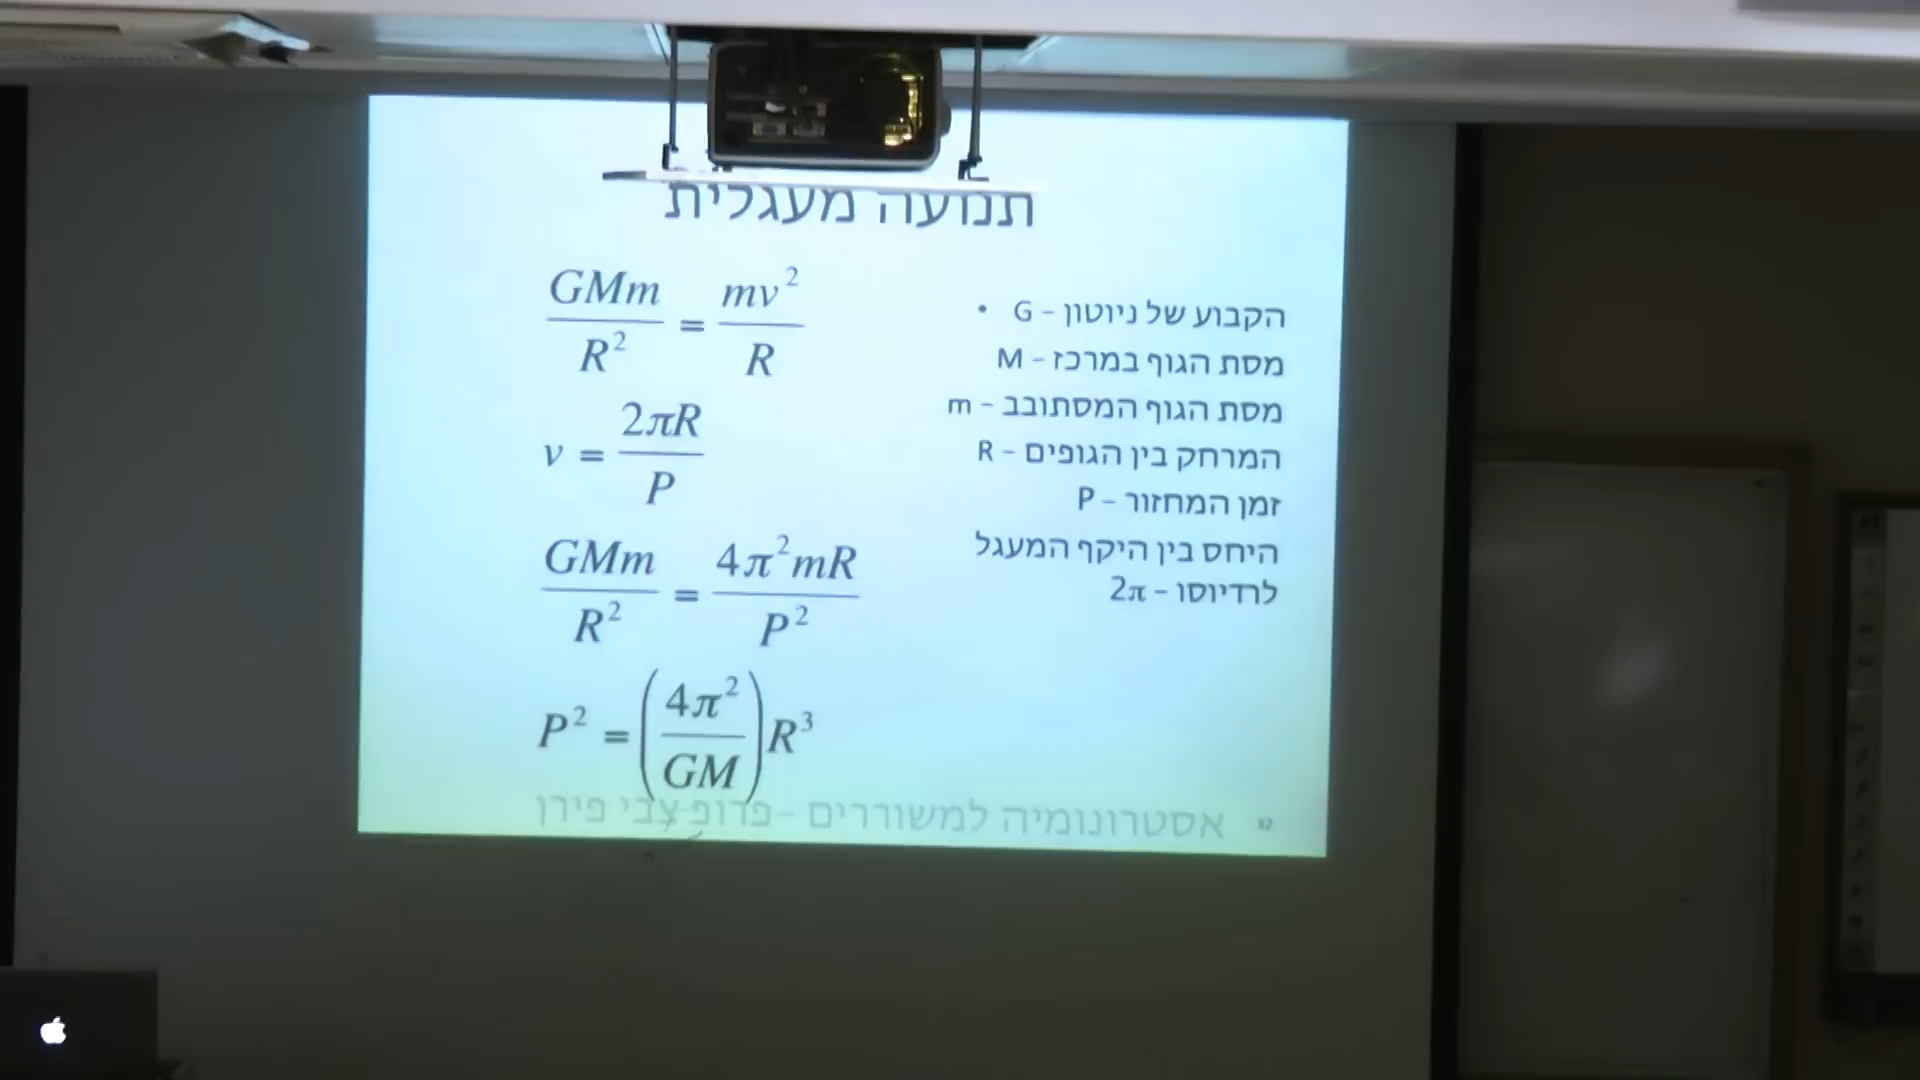 תנועה מעגלית
GMm/R² = mv²/R
v = 2πR/P
GMm/R² = 4π²mR/P²
P² = (4π²/GM)R³
• הקבוע של ניוטון – G
מסת הגוף במרכז – M
מסת הגוף המסתובב – m
המרחק בין הגופים – R
זמן המחזור – P
היחס בין היקף המעגל
לרדיוסו – 2π
אסטרונומיה למשוררים – פרופ צבי פירן